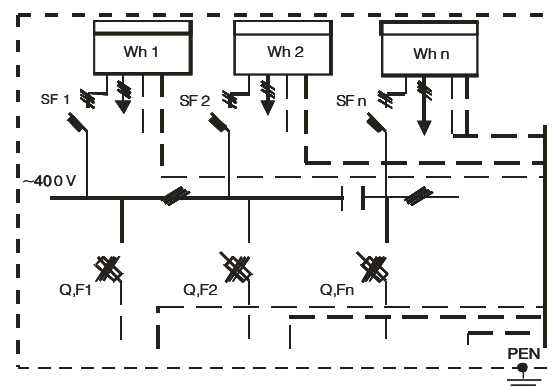 Wh 1
Wh 2
Wh n
SF 1
SF 2
SF n
~400 V
Q,F1
Q,F2
Q,Fn
PEN